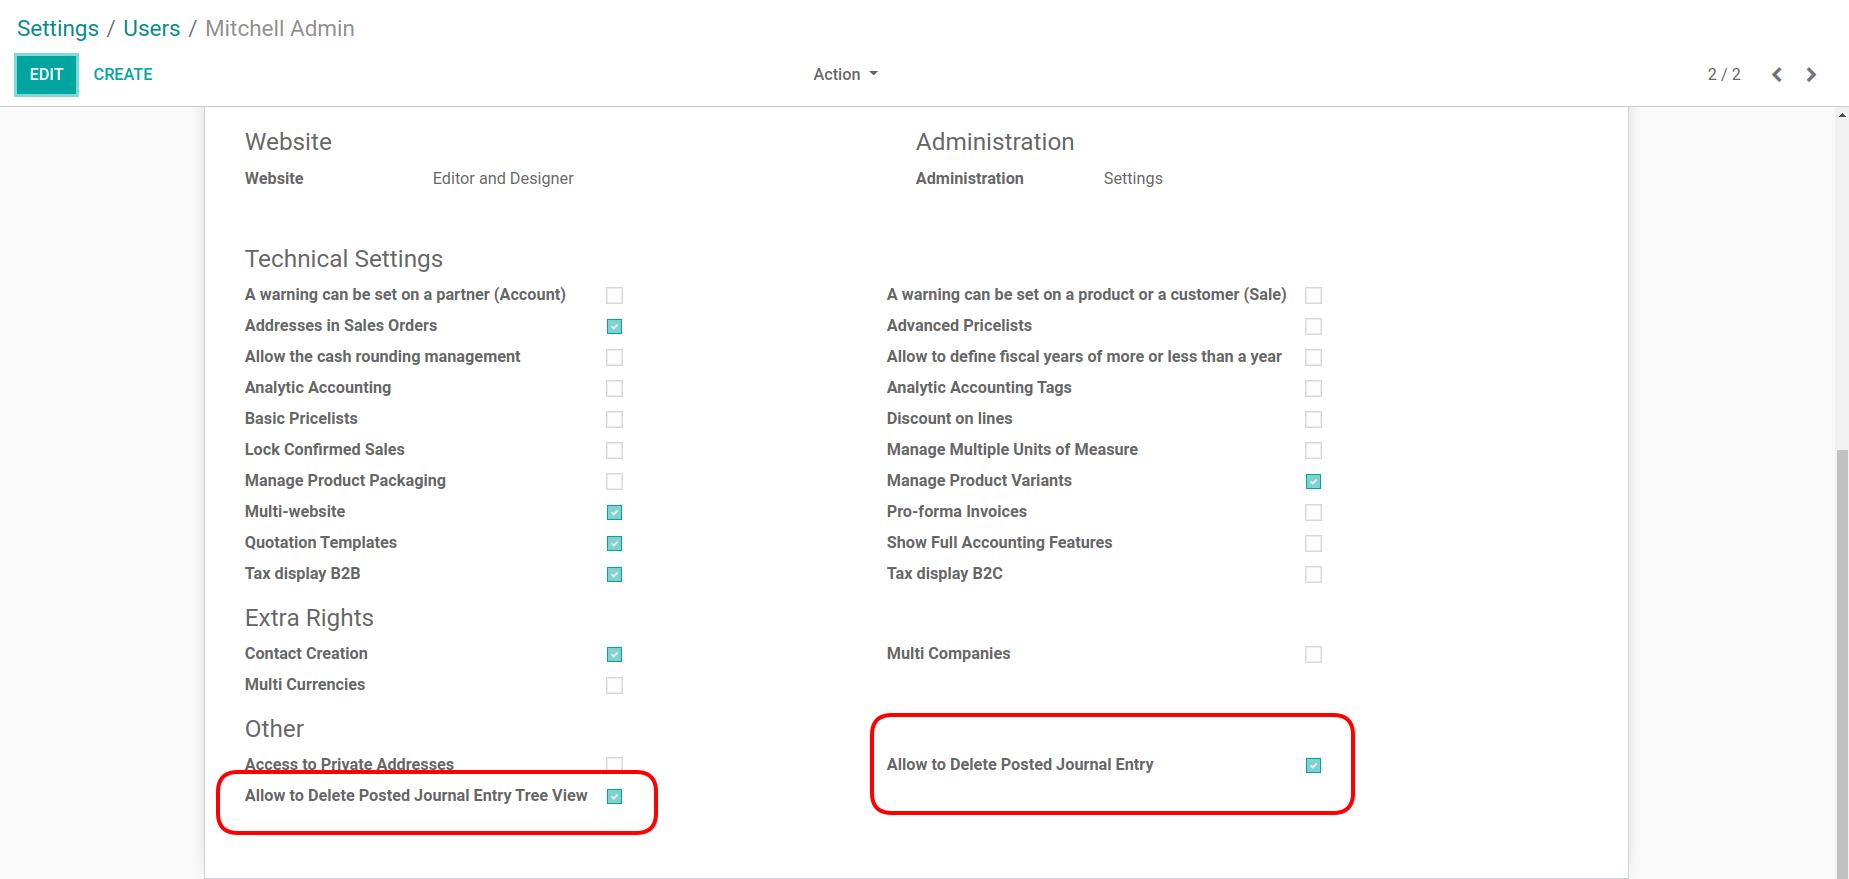 Settings / Users / Mitchell Admin
EDIT CREATE Action 2 / 2
Website Administration
Website Editor and Designer Administration Settings
Technical Settings
A warning can be set on a partner (Account) A warning can be set on a product or a customer (Sale)
Addresses in Sales Orders Advanced Pricelists
Allow the cash rounding management Allow to define fiscal years of more or less than a year
Analytic Accounting Analytic Accounting Tags
Basic Pricelists Discount on lines
Lock Confirmed Sales Manage Multiple Units of Measure
Manage Product Packaging Manage Product Variants
Multi-website Pro-forma Invoices
Quotation Templates Show Full Accounting Features
Tax display B2B Tax display B2C
Extra Rights
Contact Creation Multi Companies
Multi Currencies
Other
Access to Private Addresses Allow to Delete Posted Journal Entry
Allow to Delete Posted Journal Entry Tree View